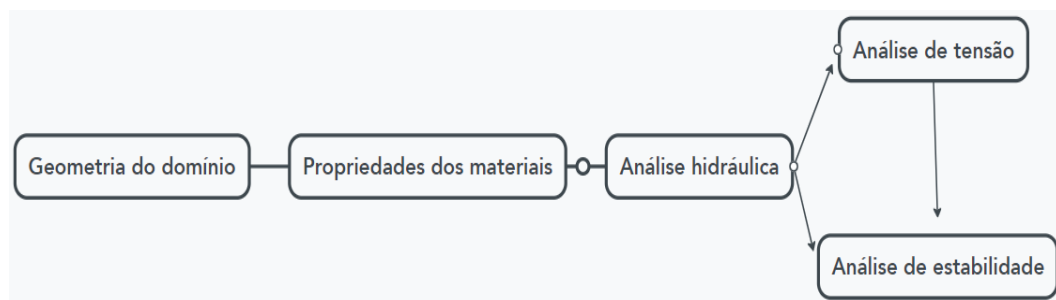 Geometria do domínio
Propriedades dos materiais
Análise hidráulica
Análise de tensão
Análise de estabilidade